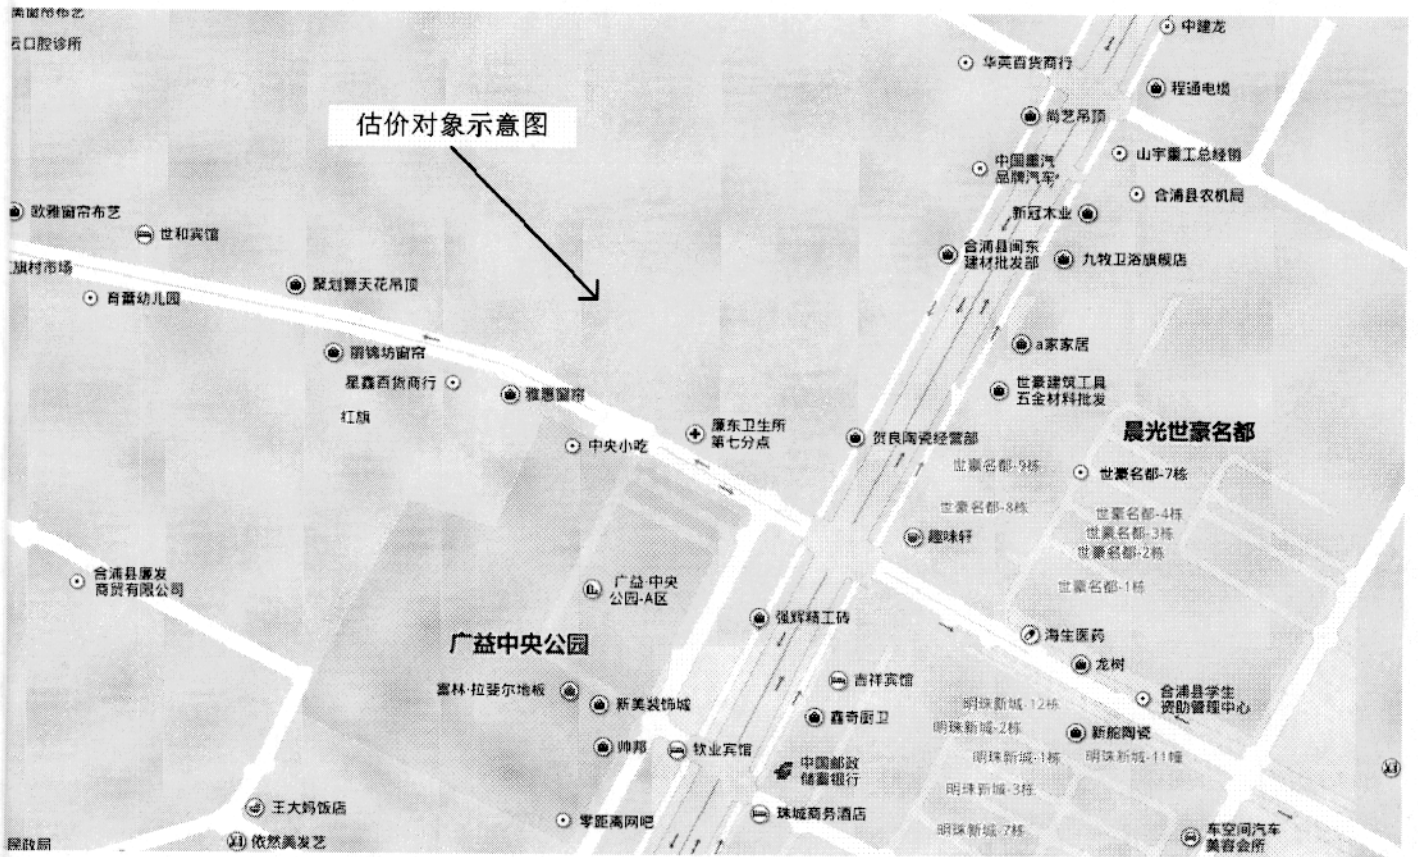 云口腔诊所
中建龙
华英百货商行
程通电缆
尚艺吊顶
估价对象示意图
山宇重工总经销
中国重汽
品牌汽车
合浦县农机局
欧雅窗帘布艺
新冠木业
世和宾馆
合浦县闽东
建材批发部
九牧卫浴旗舰店
旗村市场
聚划算天花吊顶
育蕾幼儿园
a家家居
丽锦坊窗帘
星鑫百货商行
世豪建筑工具
五金材料批发
雅惠窗帘
红旗
廉东卫生所
第七分点
贺良陶瓷经营部
晨光世豪名都
中央小吃
世豪名都-9栋
世豪名都-7栋
世豪名都-8栋
世豪名都-4栋
世豪名都-3栋
趣味轩
世豪名都-2栋
合浦县廉发
商贸有限公司
广益·中央
公园-A区
世豪名都-1栋
强辉精工砖
海生医药
广益中央公园
龙树
吉祥宾馆
富林·拉斐尔地板
合浦县学生
资助管理中心
新美装饰城
明珠新城-12栋
鑫奇厨卫
明珠新城-2栋
新舵陶瓷
帅邦
钦业宾馆
明珠新城-1栋
明珠新城-11幢
中国邮政
储蓄银行
明珠新城-3栋
王大妈饭店
零距离网吧
珠城商务酒店
明珠新城-7栋
车空间汽车
美容会所
依然美发艺
民政局